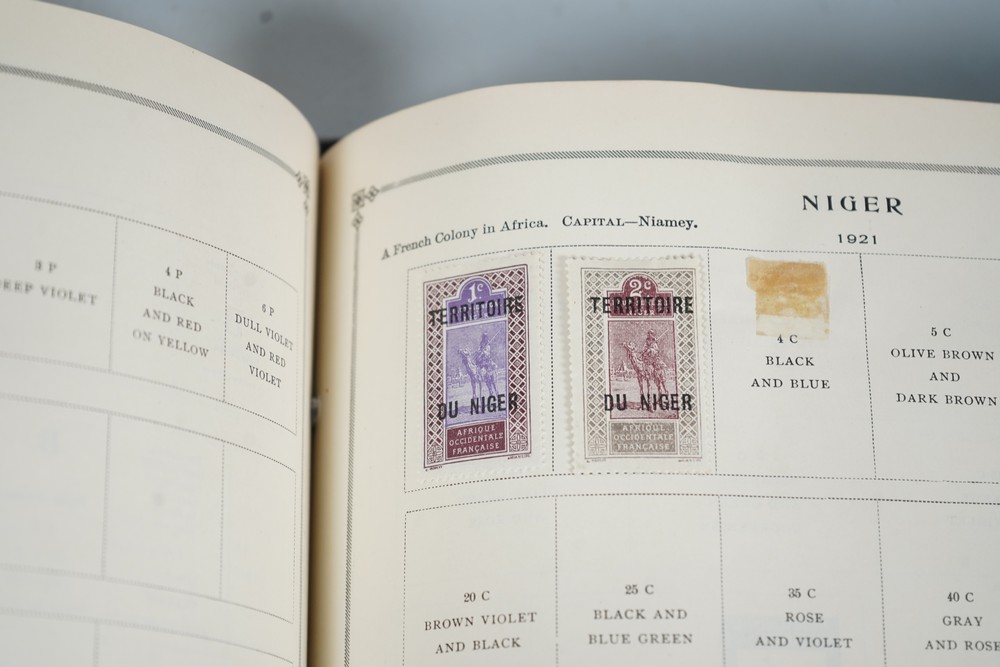 3 P
DEEP VIOLET
4 P
BLACK
AND RED
ON YELLOW
6 P
DULL VIOLET
AND RED
VIOLET
NIGER
A French Colony in Africa. CAPITAL—Niamey.
1921
1c
TERRITOIRE
DU NIGER
AFRIQUE
OCCIDENTALE
FRANÇAISE
2c
TERRITOIRE
DU NIGER
AFRIQUE
OCCIDENTALE
FRANÇAISE
4 C
BLACK
AND BLUE
5 C
OLIVE BROWN
AND
DARK BROWN
20 C
BROWN VIOLET
AND BLACK
25 C
BLACK AND
BLUE GREEN
35 C
ROSE
AND VIOLET
40 C
GRAY
AND ROSE